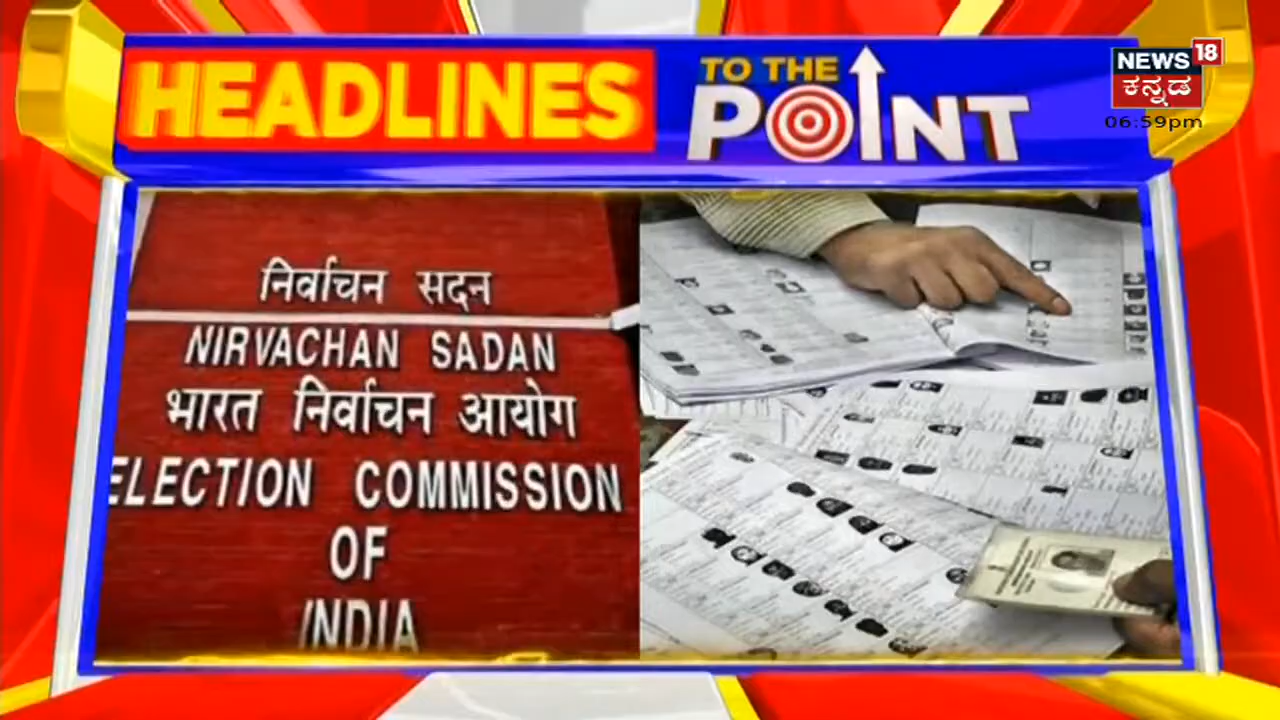 HEADLINES
TO THE
POINT
NEWS 18
ಕನ್ನಡ
06:59pm
निर्वाचन सदन
NIRVACHAN SADAN
भारत निर्वाचन आयोग
ELECTION COMMISSION
OF
INDIA